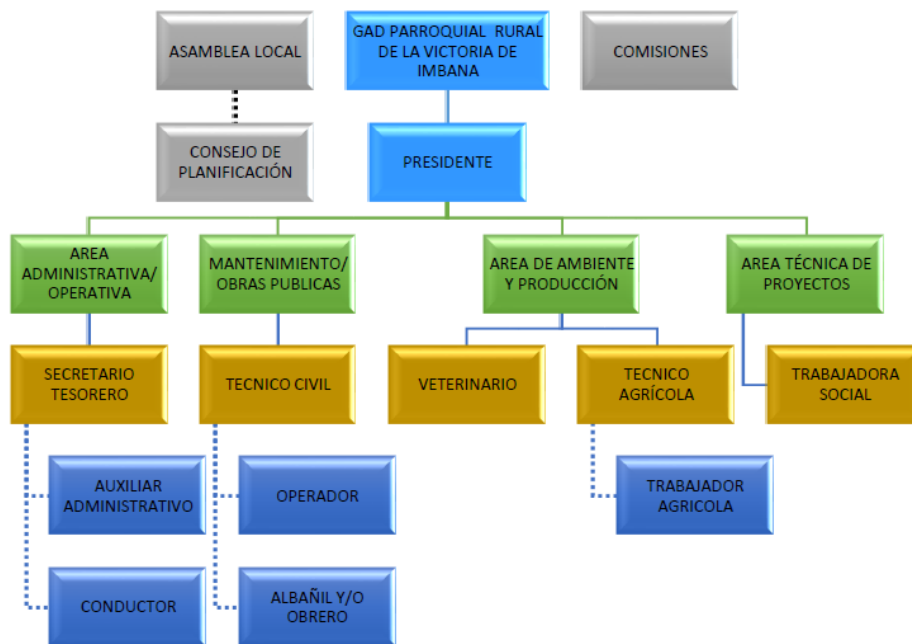 ASAMBLEA LOCAL
GAD PARROQUIAL RURAL
DE LA VICTORIA DE
IMBANA
COMISIONES
CONSEJO DE
PLANIFICACIÓN
PRESIDENTE
AREA
ADMINISTRATIVA/
OPERATIVA
MANTENIMIENTO/
OBRAS PUBLICAS
AREA DE AMBIENTE
Y PRODUCCIÓN
AREA TÉCNICA DE
PROYECTOS
SECRETARIO
TESORERO
TECNICO CIVIL
VETERINARIO
TECNICO
AGRÍCOLA
TRABAJADORA
SOCIAL
AUXILIAR
ADMINISTRATIVO
OPERADOR
TRABAJADOR
AGRICOLA
CONDUCTOR
ALBAÑIL Y/O
OBRERO